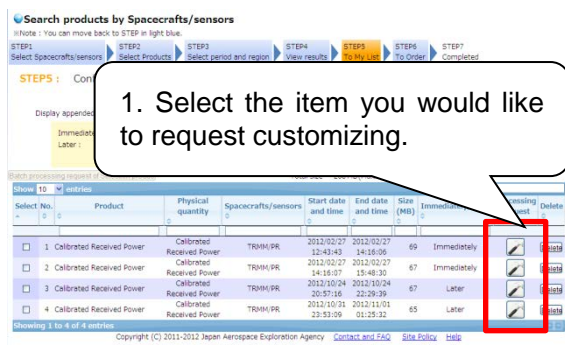 Search products by Spacecrafts/sensors
※Note : You can move back to STEP in light blue.
STEP1 STEP2 STEP3 STEP4 STEP5 STEP6 STEP7
Select Spacecrafts/sensors Select Products Select period and region View results To My List To Order Completed
STEP5 : Con
1. Select the item you would like
to request customizing.
Display appended
Immediate
Later :
Batch processing request
Show 10 entries
Select No. Product Physical quantity Spacecrafts/sensors Start date and time End date and time Size (MB) Immediately Delete
1 Calibrated Received Power Calibrated Received Power TRMM/PR 2012/02/27 12:43:43 2012/02/27 14:16:06 69 Immediately Delete
2 Calibrated Received Power Calibrated Received Power TRMM/PR 2012/02/27 14:16:07 2012/02/27 15:48:30 67 Immediately Delete
3 Calibrated Received Power Calibrated Received Power TRMM/PR 2012/10/24 20:57:16 2012/10/24 22:29:39 67 Later Delete
4 Calibrated Received Power Calibrated Received Power TRMM/PR 2012/10/31 23:53:09 2012/11/01 01:25:32 65 Later Delete
Showing 1 to 4 of 4 entries
Copyright (C) 2011-2012 Japan Aerospace Exploration Agency Contact and FAQ Site Policy Help